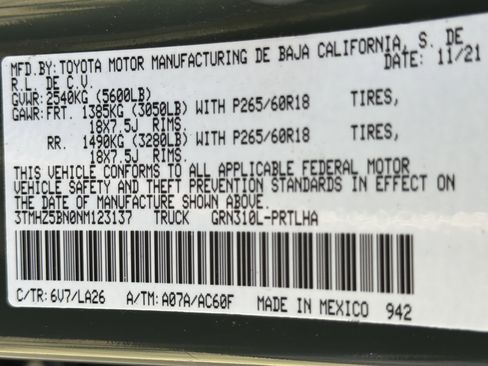 MFD.BY:TOYOTA MOTOR MANUFACTURING DE BAJA CALIFORNIA, S. DE
R.L. DE C.V. DATE: 11/21
GVWR: 2540KG (5600LB)
GAWR: FRT. 1385KG (3050LB) WITH P265/60R18 TIRES,
18X7.5J RIMS.
RR. 1490KG (3280LB) WITH P265/60R18 TIRES,
18X7.5J RIMS.
THIS VEHICLE CONFORMS TO ALL APPLICABLE FEDERAL MOTOR
VEHICLE SAFETY AND THEFT PREVENTION STANDARDS IN EFFECT ON
THE DATE OF MANUFACTURE SHOWN ABOVE.
3TMHZ5BN0NM123137 TRUCK GRN310L-PRTLHA
C/TR: 6V7/LA26 A/TM: A07A/AC60F MADE IN MEXICO 942